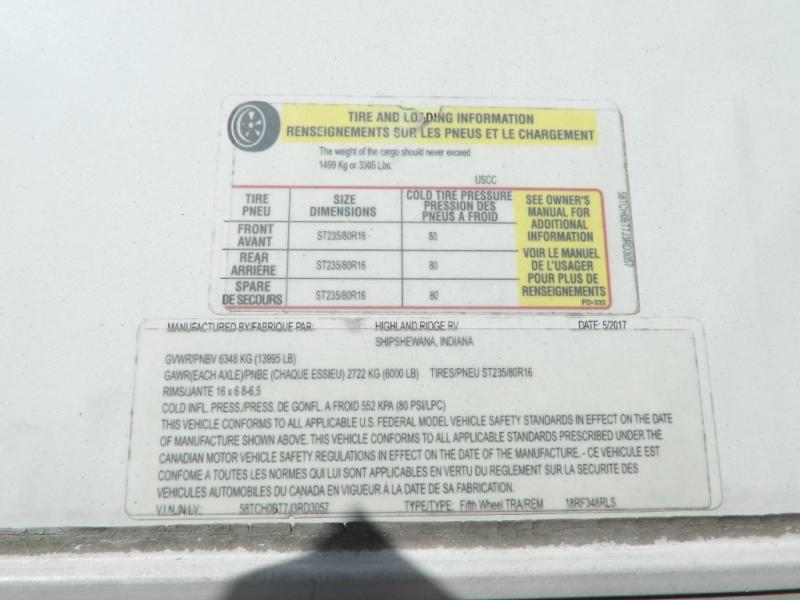 TIRE AND LOADING INFORMATION
RENSEIGNEMENTS SUR LES PNEUS ET LE CHARGEMENT
The weight of the cargo should never exceed
1499 Kg or 3305 Lbs.
USCC
TIRE
PNEU
SIZE
DIMENSIONS
COLD TIRE PRESSURE
PRESSION DES
PNEUS A FROID
FRONT
AVANT
ST235/80R16
80
REAR
ARRIÈRE
ST235/80R16
80
SPARE
DE SECOURS
ST235/80R16
80
SEE OWNER'S
MANUAL FOR
ADDITIONAL
INFORMATION
VOIR LE MANUEL
DE L'USAGER
POUR PLUS DE
RENSEIGNEMENTS
PD-332
MANUFACTURED BY/FABRIQUE PAR: HIGHLAND RIDGE RV DATE: 5/2017
SHIPSHEWANA, INDIANA
GVWR/PNBV 6348 KG (13995 LB)
GAWR(EACH AXLE)/PNBE (CHAQUE ESSIEU) 2722 KG (6000 LB) TIRES/PNEU ST235/80R16
RIMS/JANTE 16 x 6 8-6.5
COLD INFL. PRESS./PRESS. DE GONFL. A FROID 552 KPA (80 PSI/LPC)
THIS VEHICLE CONFORMS TO ALL APPLICABLE U.S. FEDERAL MODEL VEHICLE SAFETY STANDARDS IN EFFECT ON THE DATE
OF MANUFACTURE SHOWN ABOVE. THIS VEHICLE CONFORMS TO ALL APPLICABLE STANDARDS PRESCRIBED UNDER THE
CANADIAN MOTOR VEHICLE SAFETY REGULATIONS IN EFFECT ON THE DATE OF THE MANUFACTURE. - CE VEHICULE EST
CONFOME A TOUTES LES NORMES QUI LUI SONT APPLICABLES EN VERTU DU REGLEMENT SUR LA SECURITE DES
VEHICULES AUTOMOBILES DU CANADA EN VIGUEUR À LA DATE DE SA FABRICATION.
V.I.N./N.I.V.: 58TCH0BT7J3RD3057 TYPE/TYPE: Fifth Wheel TRA/REM 18RF348RLS
58TCH0BT7J3RD3057